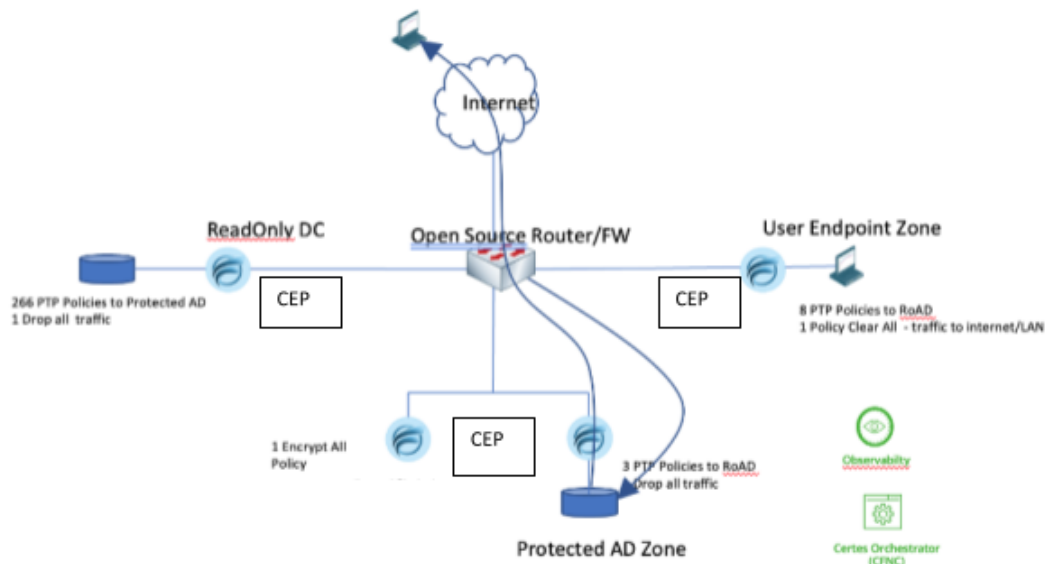 Internet
ReadOnly DC
Open Source Router/FW
User Endpoint Zone
CEP
CEP
266 PTP Policies to Protected AD
1 Drop all traffic
8 PTP Policies to RoAD
1 Policy Clear All - traffic to internet/LAN
CEP
1 Encrypt All
Policy
3 PTP Policies to RoAD
Drop all traffic
Observabilty
Protected AD Zone
Certes Orchestrator
(CFNC)